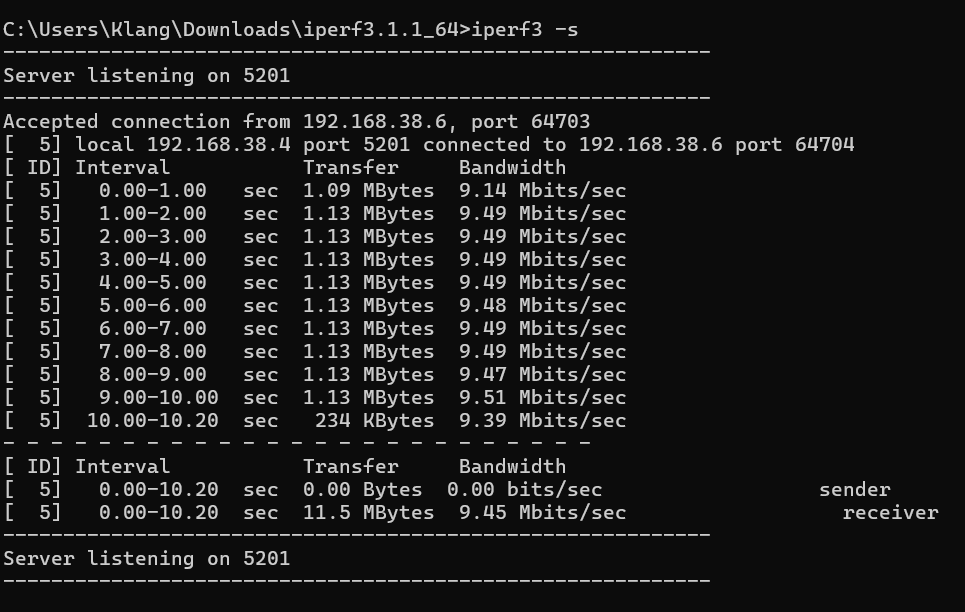 C:\Users\Klang\Downloads\iperf3.1.1_64>iperf3 -s
-----------------------------------------------------------
Server listening on 5201
-----------------------------------------------------------
Accepted connection from 192.168.38.6, port 64703
[  5] local 192.168.38.4 port 5201 connected to 192.168.38.6 port 64704
[ ID] Interval           Transfer     Bandwidth
[  5]   0.00-1.00   sec  1.09 MBytes  9.14 Mbits/sec
[  5]   1.00-2.00   sec  1.13 MBytes  9.49 Mbits/sec
[  5]   2.00-3.00   sec  1.13 MBytes  9.49 Mbits/sec
[  5]   3.00-4.00   sec  1.13 MBytes  9.49 Mbits/sec
[  5]   4.00-5.00   sec  1.13 MBytes  9.49 Mbits/sec
[  5]   5.00-6.00   sec  1.13 MBytes  9.48 Mbits/sec
[  5]   6.00-7.00   sec  1.13 MBytes  9.49 Mbits/sec
[  5]   7.00-8.00   sec  1.13 MBytes  9.49 Mbits/sec
[  5]   8.00-9.00   sec  1.13 MBytes  9.47 Mbits/sec
[  5]   9.00-10.00  sec  1.13 MBytes  9.51 Mbits/sec
[  5]  10.00-10.20  sec   234 KBytes  9.39 Mbits/sec
- - - - - - - - - - - - - - - - - - - - - - - - -
[ ID] Interval           Transfer     Bandwidth
[  5]   0.00-10.20  sec  0.00 Bytes  0.00 bits/sec                  sender
[  5]   0.00-10.20  sec  11.5 MBytes  9.45 Mbits/sec                  receiver
-----------------------------------------------------------
Server listening on 5201
-----------------------------------------------------------